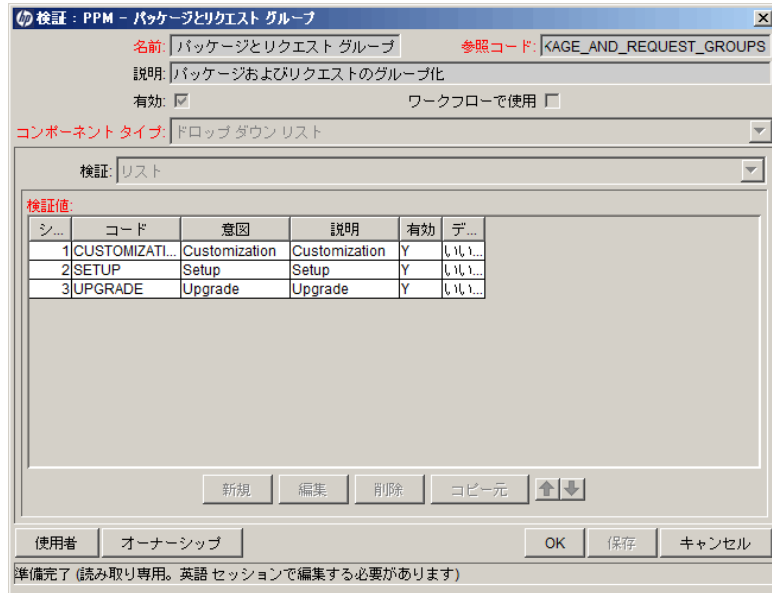 検証 : PPM - パッケージとリクエスト グループ
名前: パッケージとリクエスト グループ 参照コード: KAGE_AND_REQUEST_GROUPS
説明: パッケージおよびリクエストのグループ化
有効: ワークフローで使用
コンポーネント タイプ: ドロップ ダウン リスト
検証: リスト
検証値:
シ... コード 意図 説明 有効 デ...
1 CUSTOMIZATI... Customization Customization Y いい...
2 SETUP Setup Setup Y いい...
3 UPGRADE Upgrade Upgrade Y いい...
新規 編集 削除 コピー元
使用者 オーナーシップ OK 保存 キャンセル
準備完了 (読み取り専用。英語 セッションで編集する必要があります)